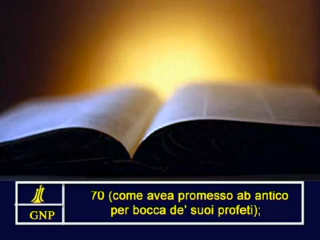 70 (come avea promesso ab antico
per bocca de' suoi profeti);
GNP